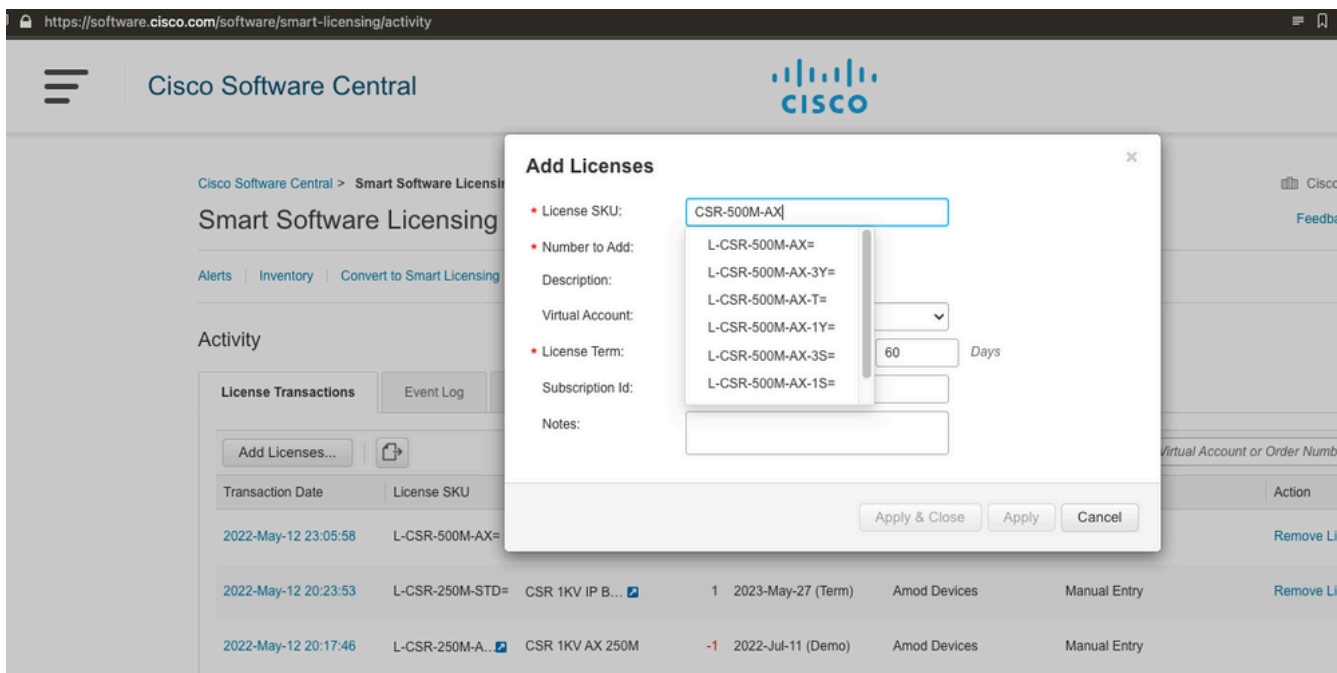 https://software.cisco.com/software/smart-licensing/activity
Cisco Software Central
CISCO
Cisco Software Central > Smart Software Licensin
Cisco
Smart Software Licensing
Feedba
Alerts | Inventory | Convert to Smart Licensing
Activity
License Transactions
Event Log
Add Licenses...
Virtual Account or Order Numb
Transaction Date License SKU Action
2022-May-12 23:05:58 L-CSR-500M-AX= Remove Li
2022-May-12 20:23:53 L-CSR-250M-STD= CSR 1KV IP B... 1 2023-May-27 (Term) Amod Devices Manual Entry Remove Li
2022-May-12 20:17:46 L-CSR-250M-A... CSR 1KV AX 250M -1 2022-Jul-11 (Demo) Amod Devices Manual Entry
Add Licenses ×
* License SKU: CSR-500M-AX
* Number to Add:
Description:
Virtual Account:
* License Term: 60 Days
Subscription Id:
Notes:
L-CSR-500M-AX=
L-CSR-500M-AX-3Y=
L-CSR-500M-AX-T=
L-CSR-500M-AX-1Y=
L-CSR-500M-AX-3S=
L-CSR-500M-AX-1S=
Apply & Close Apply Cancel